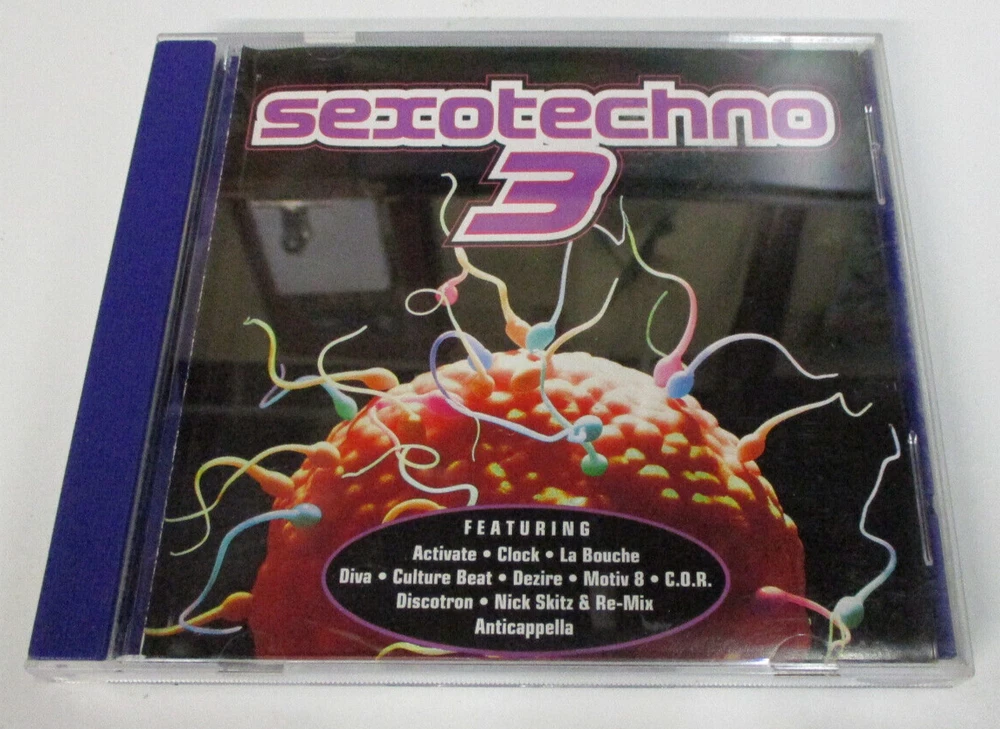 sexotechno
3
FEATURING
Activate • Clock • La Bouche
Diva • Culture Beat • Dezire • Motiv 8 • C.O.R.
Discotron • Nick Skitz & Re-Mix
Anticappella